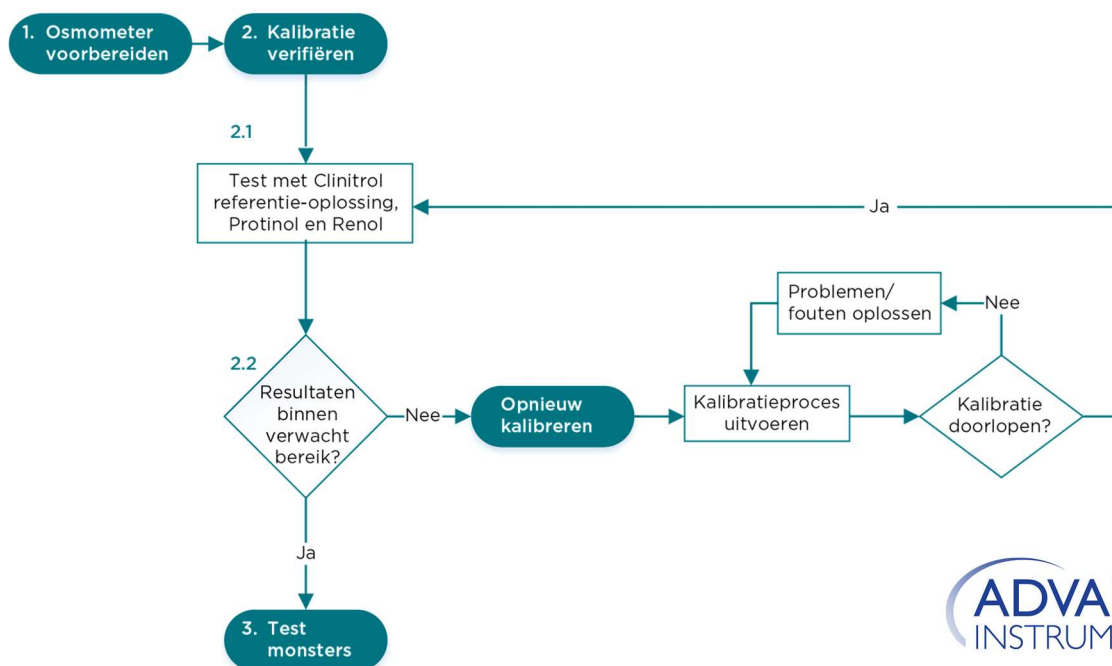 1. Osmometer
voorbereiden
2. Kalibratie
verifiëren
2.1
Test met Clinitrol
referentie-oplossing,
Protinol en Renol
Ja
Problemen/
fouten oplossen
Nee
2.2
Resultaten
binnen
verwacht
bereik?
Nee
Opnieuw
kalibreren
Kalibratieproces
uitvoeren
Kalibratie
doorlopen?
Ja
3. Test
monsters
ADVA
INSTRUM